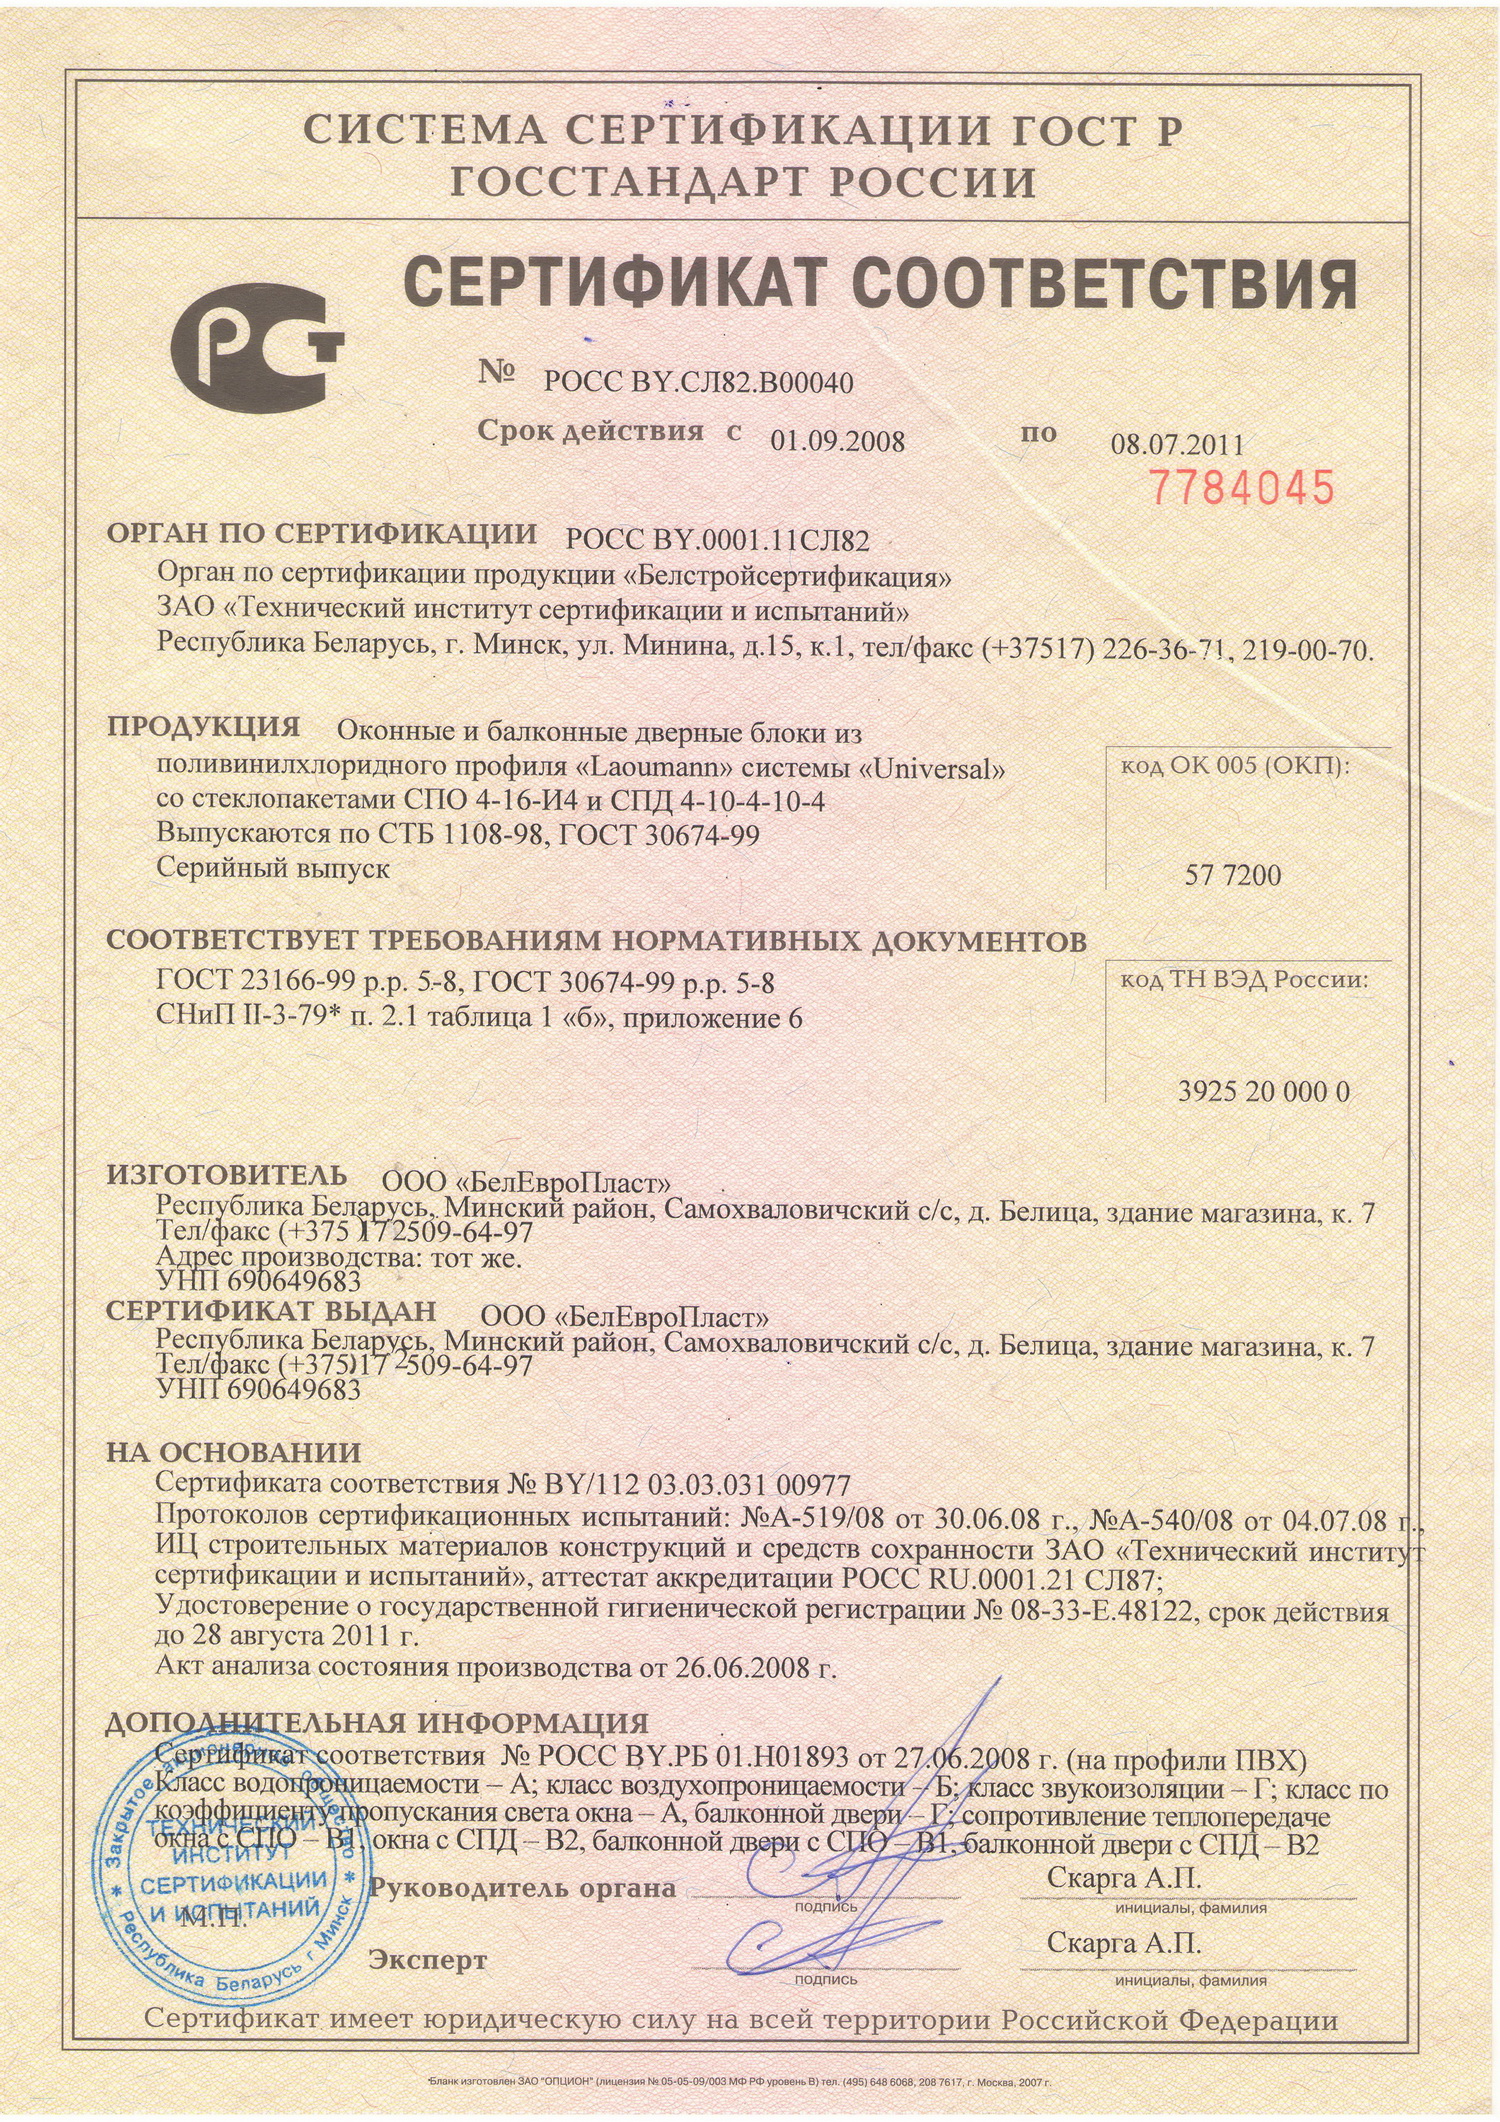 СИСТЕМА СЕРТИФИКАЦИИ ГОСТ Р
ГОССТАНДАРТ РОССИИ
РСТ
СЕРТИФИКАТ СООТВЕТСТВИЯ
№ РОСС BY.СЛ82.В00040
Срок действия с 01.09.2008 по 08.07.2011
7784045
ОРГАН ПО СЕРТИФИКАЦИИ РОСС BY.0001.11СЛ82
Орган по сертификации продукции «Белстройсертификация»
ЗАО «Технический институт сертификации и испытаний»
Республика Беларусь, г. Минск, ул. Минина, д.15, к.1, тел/факс (+37517) 226-36-71, 219-00-70.
ПРОДУКЦИЯ Оконные и балконные дверные блоки из
поливинилхлоридного профиля «Laoumann» системы «Universal»
со стеклопакетами СПО 4-16-И4 и СПД 4-10-4-10-4
Выпускаются по СТБ 1108-98, ГОСТ 30674-99
Серийный выпуск
код ОК 005 (ОКП):
57 7200
СООТВЕТСТВУЕТ ТРЕБОВАНИЯМ НОРМАТИВНЫХ ДОКУМЕНТОВ
ГОСТ 23166-99 р.р. 5-8, ГОСТ 30674-99 р.р. 5-8
СНиП II-3-79* п. 2.1 таблица 1 «б», приложение 6
код ТН ВЭД России:
3925 20 000 0
ИЗГОТОВИТЕЛЬ ООО «БелЕвроПласт»
Республика Беларусь, Минский район, Самохваловичский с/с, д. Белица, здание магазина, к. 7
Тел/факс (+375 )172509-64-97
Адрес производства: тот же.
УНП 690649683
СЕРТИФИКАТ ВЫДАН ООО «БелЕвроПласт»
Республика Беларусь, Минский район, Самохваловичский с/с, д. Белица, здание магазина, к. 7
Тел/факс (+375)17 2509-64-97
УНП 690649683
НА ОСНОВАНИИ
Сертификата соответствия № BY/112 03.03.031 00977
Протоколов сертификационных испытаний: №А-519/08 от 30.06.08 г., №А-540/08 от 04.07.08 г.,
ИЦ строительных материалов конструкций и средств сохранности ЗАО «Технический институт
сертификации и испытаний», аттестат аккредитации РОСС RU.0001.21 СЛ87;
Удостоверение о государственной гигиенической регистрации № 08-33-Е.48122, срок действия
до 28 августа 2011 г.
Акт анализа состояния производства от 26.06.2008 г.
ДОПОЛНИТЕЛЬНАЯ ИНФОРМАЦИЯ
Сертификат соответствия № РОСС BY.РБ 01.Н01893 от 27.06.2008 г. (на профили ПВХ)
Класс водопроницаемости – А; класс воздухопроницаемости – Б; класс звукоизоляции – Г; класс по
коэффициенту пропускания света окна – А, балконной двери – Г; сопротивление теплопередаче
окна с СПО – В1, окна с СПД – В2, балконной двери с СПО – В1, балконной двери с СПД – В2
Закрытое акционерное общество
ТЕХНИЧЕСКИЙ
ИНСТИТУТ
СЕРТИФИКАЦИИ
И ИСПЫТАНИЙ
* Республика Беларусь г Минск *
М.П.
Руководитель органа
подпись
Скарга А.П.
инициалы, фамилия
Эксперт
подпись
Скарга А.П.
инициалы, фамилия
Сертификат имеет юридическую силу на всей территории Российской Федерации
Бланк изготовлен ЗАО "ОПЦИОН" (лицензия № 05-05-09/003 МФ РФ уровень В) тел. (495) 648 6068, 208 7617, г. Москва, 2007 г.